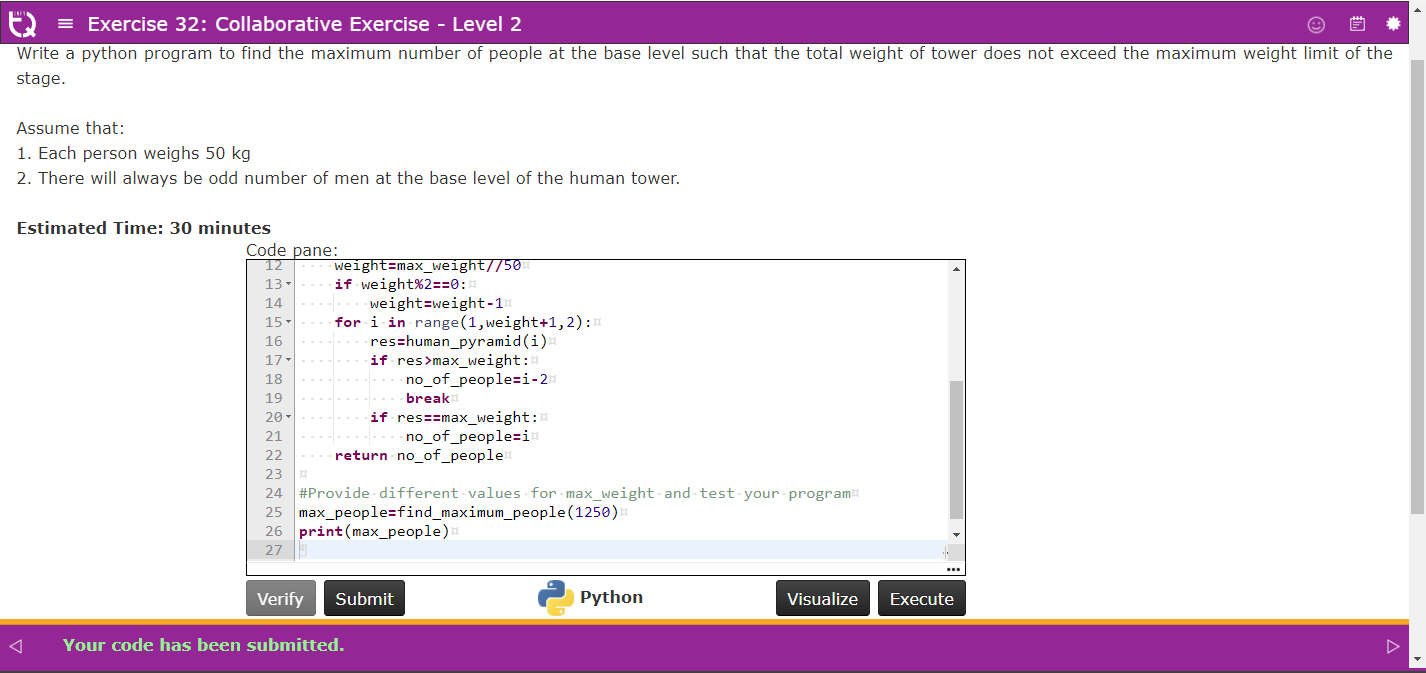 Exercise 32: Collaborative Exercise - Level 2
Write a python program to find the maximum number of people at the base level such that the total weight of tower does not exceed the maximum weight limit of the
stage.
Assume that:
1. Each person weighs 50 kg
2. There will always be odd number of men at the base level of the human tower.
Estimated Time: 30 minutes
Code pane:
12 weight=max_weight//50
13 if weight%2==0:
14 weight=weight-1
15 for i in range(1,weight+1,2):
16 res=human_pyramid(i)
17 if res>max_weight:
18 no_of_people=i-2
19 break
20 if res==max_weight:
21 no_of_people=i
22 return no_of_people
23
24 #Provide different values for max_weight and test your program
25 max_people=find_maximum_people(1250)
26 print(max_people)
27
Verify Submit Python Visualize Execute
Your code has been submitted.